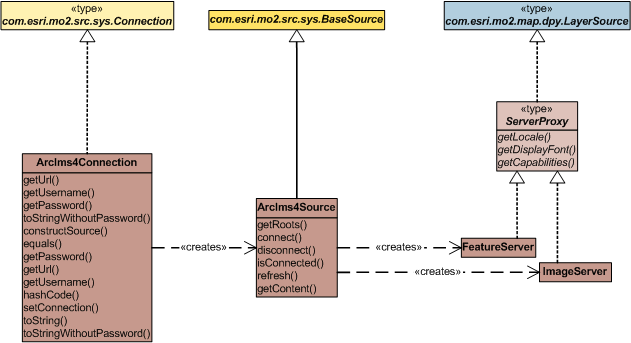 «type»
com.esri.mo2.src.sys.Connection
com.esri.mo2.src.sys.BaseSource
«type»
com.esri.mo2.map.dpy.LayerSource
«type»
ServerProxy
getLocale()
getDisplayFont()
getCapabilities()
ArcIms4Connection
getUrl()
getUsername()
getPassword()
toStringWithoutPassword()
constructSource()
equals()
getPassword()
getUrl()
getUsername()
hashCode()
setConnection()
toString()
toStringWithoutPassword()
«creates»
ArcIms4Source
getRoots()
connect()
disconnect()
isConnected()
refresh()
getContent()
«creates»
«creates»
FeatureServer
ImageServer